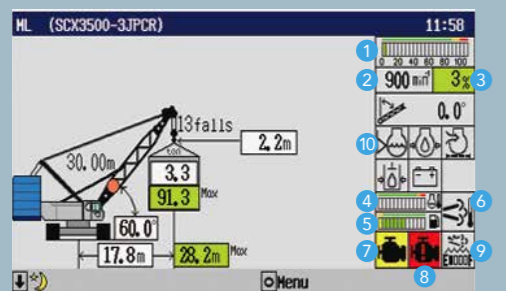 ML (SCX3500-3JPCR) 11:58
1
0 20 40 60 80 100
2 900 min⁻¹ 3% 3
13falls
0.0°
2.2m
ton
10
30.00m
3.3
91.3 Max
4
6
5
60.0°
7
9
17.8m 28.2m Max
8
Menu